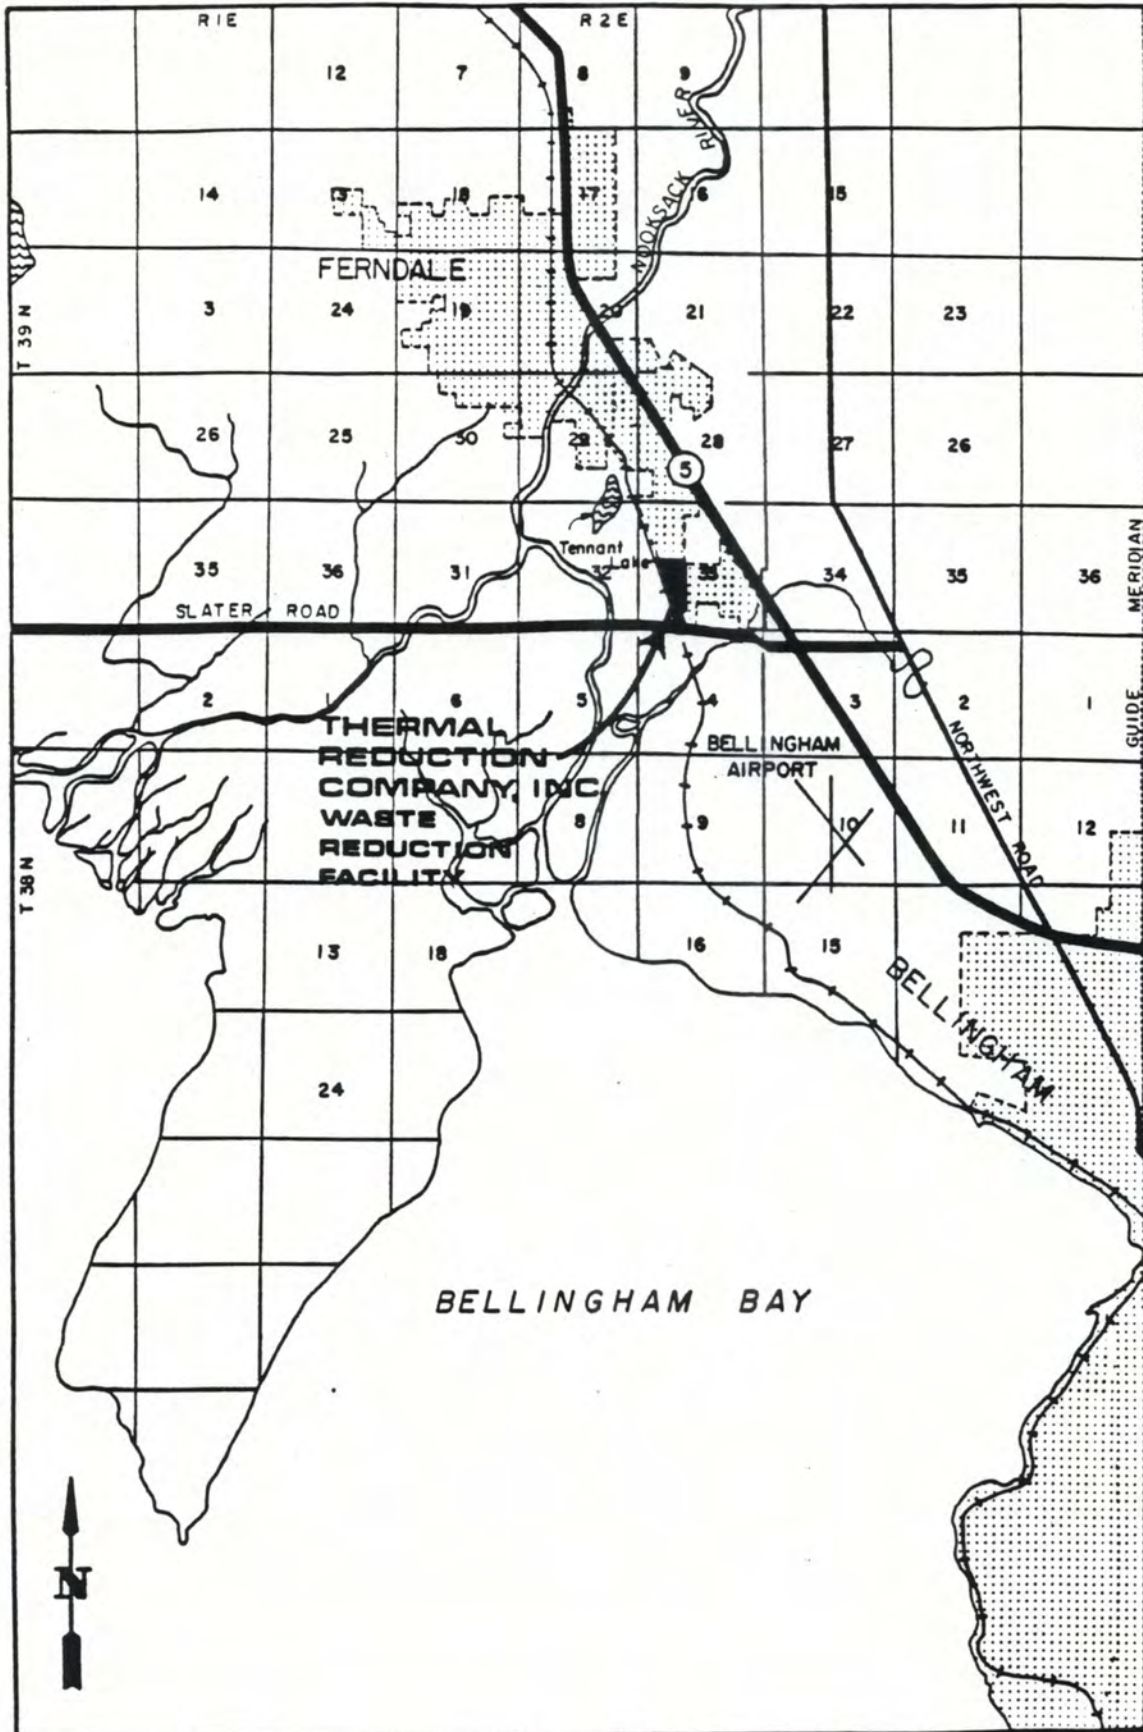 R 1 E
R 2 E
12
7
8
9
NOOKSACK RIVER
14
13
18
17
16
15
FERNDALE
T 39 N
3
24
19
20
21
22
23
26
25
30
29
28
27
26
5
Tennant
Lake
35
36
31
32
33
34
35
36
SLATER ROAD
GUIDE MERIDIAN
2
1
6
5
4
3
2
1
THERMAL
REDUCTION
COMPANY, INC.
WASTE
REDUCTION
FACILITY
BELLINGHAM
AIRPORT
NORTHWEST ROAD
8
9
10
11
12
T 38 N
13
18
16
15
BELLINGHAM
24
BELLINGHAM BAY
N